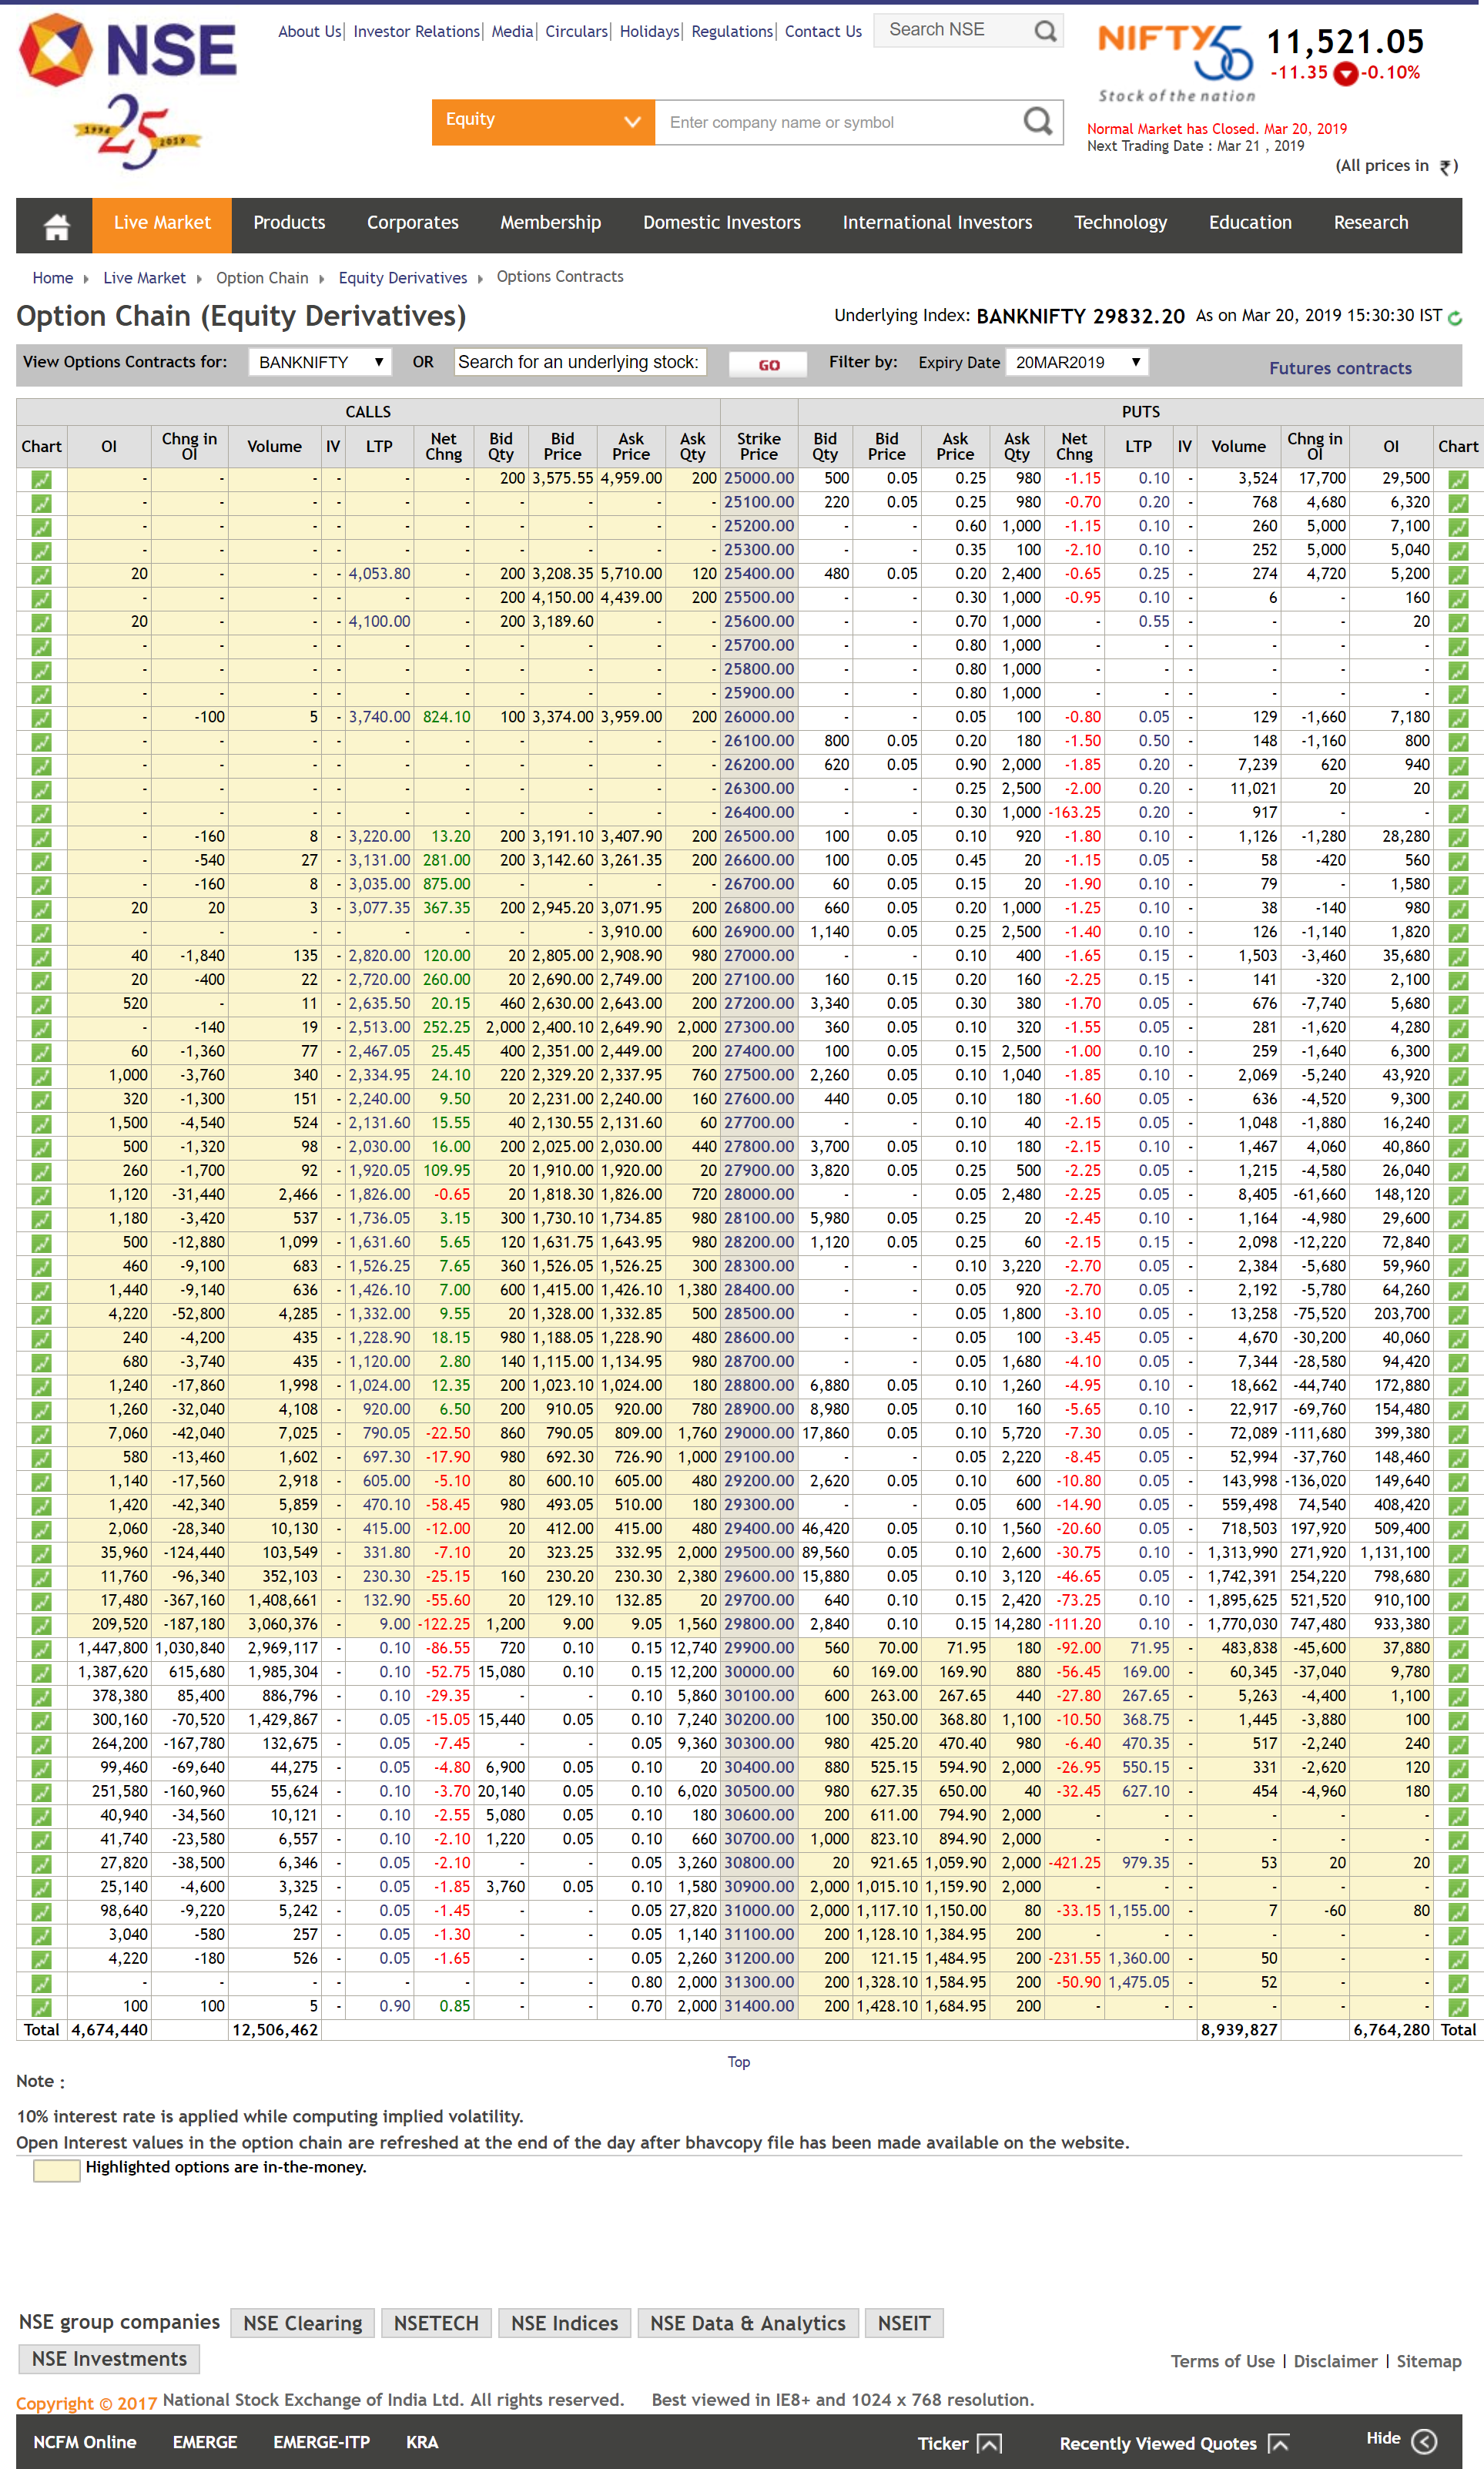 NSE
1994 25 2019
About Us| Investor Relations| Media| Circulars| Holidays| Regulations| Contact Us
Search NSE
Equity
Enter company name or symbol
NIFTY50
Stock of the nation
11,521.05
-11.35 -0.10%
Normal Market has Closed. Mar 20, 2019
Next Trading Date : Mar 21 , 2019
(All prices in ₹)
Live Market Products Corporates Membership Domestic Investors International Investors Technology Education Research
Home Live Market Option Chain Equity Derivatives Options Contracts
Option Chain (Equity Derivatives)
Underlying Index: BANKNIFTY 29832.20 As on Mar 20, 2019 15:30:30 IST
View Options Contracts for: BANKNIFTY OR Search for an underlying stock: GO Filter by: Expiry Date 20MAR2019 Futures contracts
CALLS PUTS
Chart OI Chng in OI Volume IV LTP Net Chng Bid Qty Bid Price Ask Price Ask Qty Strike Price Bid Qty Bid Price Ask Price Ask Qty Net Chng LTP IV Volume Chng in OI OI Chart
- - - - - - 200 3,575.55 4,959.00 200 25000.00 500 0.05 0.25 980 -1.15 0.10 - 3,524 17,700 29,500
- - - - - - - - - - 25100.00 220 0.05 0.25 980 -0.70 0.20 - 768 4,680 6,320
- - - - - - - - - - 25200.00 - - 0.60 1,000 -1.15 0.10 - 260 5,000 7,100
- - - - - - - - - - 25300.00 - - 0.35 100 -2.10 0.10 - 252 5,000 5,040
20 - - - 4,053.80 - 200 3,208.35 5,710.00 120 25400.00 480 0.05 0.20 2,400 -0.65 0.25 - 274 4,720 5,200
- - - - - - 200 4,150.00 4,439.00 200 25500.00 - - 0.30 1,000 -0.95 0.10 - 6 - 160
20 - - - 4,100.00 - 200 3,189.60 - - 25600.00 - - 0.70 1,000 - 0.55 - - - 20
- - - - - - - - - - 25700.00 - - 0.80 1,000 - - - - - -
- - - - - - - - - - 25800.00 - - 0.80 1,000 - - - - - -
- - - - - - - - - - 25900.00 - - 0.80 1,000 - - - - - -
- -100 5 - 3,740.00 824.10 100 3,374.00 3,959.00 200 26000.00 - - 0.05 100 -0.80 0.05 - 129 -1,660 7,180
- - - - - - - - - - 26100.00 800 0.05 0.20 180 -1.50 0.50 - 148 -1,160 800
- - - - - - - - - - 26200.00 620 0.05 0.90 2,000 -1.85 0.20 - 7,239 620 940
- - - - - - - - - - 26300.00 - - 0.25 2,500 -2.00 0.20 - 11,021 20 20
- - - - - - - - - - 26400.00 - - 0.30 1,000 -163.25 0.20 - 917 - -
- -160 8 - 3,220.00 13.20 200 3,191.10 3,407.90 200 26500.00 100 0.05 0.10 920 -1.80 0.10 - 1,126 -1,280 28,280
- -540 27 - 3,131.00 281.00 200 3,142.60 3,261.35 200 26600.00 100 0.05 0.45 20 -1.15 0.05 - 58 -420 560
- -160 8 - 3,035.00 875.00 - - - - 26700.00 60 0.05 0.15 20 -1.90 0.10 - 79 - 1,580
20 20 3 - 3,077.35 367.35 200 2,945.20 3,071.95 200 26800.00 660 0.05 0.20 1,000 -1.25 0.10 - 38 -140 980
- - - - - - - - 3,910.00 600 26900.00 1,140 0.05 0.25 2,500 -1.40 0.10 - 126 -1,140 1,820
40 -1,840 135 - 2,820.00 120.00 20 2,805.00 2,908.90 980 27000.00 - - 0.10 400 -1.65 0.15 - 1,503 -3,460 35,680
20 -400 22 - 2,720.00 260.00 20 2,690.00 2,749.00 200 27100.00 160 0.15 0.20 160 -2.25 0.15 - 141 -320 2,100
520 - 11 - 2,635.50 20.15 460 2,630.00 2,643.00 200 27200.00 3,340 0.05 0.30 380 -1.70 0.05 - 676 -7,740 5,680
- -140 19 - 2,513.00 252.25 2,000 2,400.10 2,649.90 2,000 27300.00 360 0.05 0.10 320 -1.55 0.05 - 281 -1,620 4,280
60 -1,360 77 - 2,467.05 25.45 400 2,351.00 2,449.00 200 27400.00 100 0.05 0.15 2,500 -1.00 0.10 - 259 -1,640 6,300
1,000 -3,760 340 - 2,334.95 24.10 220 2,329.20 2,337.95 760 27500.00 2,260 0.05 0.10 1,040 -1.85 0.10 - 2,069 -5,240 43,920
320 -1,300 151 - 2,240.00 9.50 20 2,231.00 2,240.00 160 27600.00 440 0.05 0.10 180 -1.60 0.05 - 636 -4,520 9,300
1,500 -4,540 524 - 2,131.60 15.55 40 2,130.55 2,131.60 60 27700.00 - - 0.10 40 -2.15 0.05 - 1,048 -1,880 16,240
500 -1,320 98 - 2,030.00 16.00 200 2,025.00 2,030.00 440 27800.00 3,700 0.05 0.10 180 -2.15 0.10 - 1,467 4,060 40,860
260 -1,700 92 - 1,920.05 109.95 20 1,910.00 1,920.00 20 27900.00 3,820 0.05 0.25 500 -2.25 0.05 - 1,215 -4,580 26,040
1,120 -31,440 2,466 - 1,826.00 -0.65 20 1,818.30 1,826.00 720 28000.00 - - 0.05 2,480 -2.25 0.05 - 8,405 -61,660 148,120
1,180 -3,420 537 - 1,736.05 3.15 300 1,730.10 1,734.85 980 28100.00 5,980 0.05 0.25 20 -2.45 0.10 - 1,164 -4,980 29,600
500 -12,880 1,099 - 1,631.60 5.65 120 1,631.75 1,643.95 980 28200.00 1,120 0.05 0.25 60 -2.15 0.15 - 2,098 -12,220 72,840
460 -9,100 683 - 1,526.25 7.65 360 1,526.05 1,526.25 300 28300.00 - - 0.10 3,220 -2.70 0.05 - 2,384 -5,680 59,960
1,440 -9,140 636 - 1,426.10 7.00 600 1,415.00 1,426.10 1,380 28400.00 - - 0.05 920 -2.70 0.05 - 2,192 -5,780 64,260
4,220 -52,800 4,285 - 1,332.00 9.55 20 1,328.00 1,332.85 500 28500.00 - - 0.05 1,800 -3.10 0.05 - 13,258 -75,520 203,700
240 -4,200 435 - 1,228.90 18.15 980 1,188.05 1,228.90 480 28600.00 - - 0.05 100 -3.45 0.05 - 4,670 -30,200 40,060
680 -3,740 435 - 1,120.00 2.80 140 1,115.00 1,134.95 980 28700.00 - - 0.05 1,680 -4.10 0.05 - 7,344 -28,580 94,420
1,240 -17,860 1,998 - 1,024.00 12.35 200 1,023.10 1,024.00 180 28800.00 6,880 0.05 0.10 1,260 -4.95 0.10 - 18,662 -44,740 172,880
1,260 -32,040 4,108 - 920.00 6.50 200 910.05 920.00 780 28900.00 8,980 0.05 0.10 160 -5.65 0.10 - 22,917 -69,760 154,480
7,060 -42,040 7,025 - 790.05 -22.50 860 790.05 809.00 1,760 29000.00 17,860 0.05 0.10 5,720 -7.30 0.05 - 72,089 -111,680 399,380
580 -13,460 1,602 - 697.30 -17.90 980 692.30 726.90 1,000 29100.00 - - 0.05 2,220 -8.45 0.05 - 52,994 -37,760 148,460
1,140 -17,560 2,918 - 605.00 -5.10 80 600.10 605.00 480 29200.00 2,620 0.05 0.10 600 -10.80 0.05 - 143,998 -136,020 149,640
1,420 -42,340 5,859 - 470.10 -58.45 980 493.05 510.00 180 29300.00 - - 0.05 600 -14.90 0.05 - 559,498 74,540 408,420
2,060 -28,340 10,130 - 415.00 -12.00 20 412.00 415.00 480 29400.00 46,420 0.05 0.10 1,560 -20.60 0.05 - 718,503 197,920 509,400
35,960 -124,440 103,549 - 331.80 -7.10 20 323.25 332.95 2,000 29500.00 89,560 0.05 0.10 2,600 -30.75 0.10 - 1,313,990 271,920 1,131,100
11,760 -96,340 352,103 - 230.30 -25.15 160 230.20 230.30 2,380 29600.00 15,880 0.05 0.10 3,120 -46.65 0.05 - 1,742,391 254,220 798,680
17,480 -367,160 1,408,661 - 132.90 -55.60 20 129.10 132.85 20 29700.00 640 0.10 0.15 2,420 -73.25 0.10 - 1,895,625 521,520 910,100
209,520 -187,180 3,060,376 - 9.00 -122.25 1,200 9.00 9.05 1,560 29800.00 2,840 0.10 0.15 14,280 -111.20 0.10 - 1,770,030 747,480 933,380
1,447,800 1,030,840 2,969,117 - 0.10 -86.55 720 0.10 0.15 12,740 29900.00 560 70.00 71.95 180 -92.00 71.95 - 483,838 -45,600 37,880
1,387,620 615,680 1,985,304 - 0.10 -52.75 15,080 0.10 0.15 12,200 30000.00 60 169.00 169.90 880 -56.45 169.00 - 60,345 -37,040 9,780
378,380 85,400 886,796 - 0.10 -29.35 - - 0.10 5,860 30100.00 600 263.00 267.65 440 -27.80 267.65 - 5,263 -4,400 1,100
300,160 -70,520 1,429,867 - 0.05 -15.05 15,440 0.05 0.10 7,240 30200.00 100 350.00 368.80 1,100 -10.50 368.75 - 1,445 -3,880 100
264,200 -167,780 132,675 - 0.05 -7.45 - - 0.05 9,360 30300.00 980 425.20 470.40 980 -6.40 470.35 - 517 -2,240 240
99,460 -69,640 44,275 - 0.05 -4.80 6,900 0.05 0.10 20 30400.00 880 525.15 594.90 2,000 -26.95 550.15 - 331 -2,620 120
251,580 -160,960 55,624 - 0.10 -3.70 20,140 0.05 0.10 6,020 30500.00 980 627.35 650.00 40 -32.45 627.10 - 454 -4,960 180
40,940 -34,560 10,121 - 0.10 -2.55 5,080 0.05 0.10 180 30600.00 200 611.00 794.90 2,000 - - - - - -
41,740 -23,580 6,557 - 0.10 -2.10 1,220 0.05 0.10 660 30700.00 1,000 823.10 894.90 2,000 - - - - - -
27,820 -38,500 6,346 - 0.05 -2.10 - - 0.05 3,260 30800.00 20 921.65 1,059.90 2,000 -421.25 979.35 - 53 20 20
25,140 -4,600 3,325 - 0.05 -1.85 3,760 0.05 0.10 1,580 30900.00 2,000 1,015.10 1,159.90 2,000 - - - - - -
98,640 -9,220 5,242 - 0.05 -1.45 - - 0.05 27,820 31000.00 2,000 1,117.10 1,150.00 80 -33.15 1,155.00 - 7 -60 80
3,040 -580 257 - 0.05 -1.30 - - 0.05 1,140 31100.00 200 1,128.10 1,384.95 200 - - - - - -
4,220 -180 526 - 0.05 -1.65 - - 0.05 2,260 31200.00 200 121.15 1,484.95 200 -231.55 1,360.00 - 50 - -
- - - - - - - - 0.80 2,000 31300.00 200 1,328.10 1,584.95 200 -50.90 1,475.05 - 52 - -
100 100 5 - 0.90 0.85 - - 0.70 2,000 31400.00 200 1,428.10 1,684.95 200 - - - - - -
Total 4,674,440 12,506,462 8,939,827 6,764,280 Total
Top
Note :
10% interest rate is applied while computing implied volatility.
Open Interest values in the option chain are refreshed at the end of the day after bhavcopy file has been made available on the website.
Highlighted options are in-the-money.
NSE group companies NSE Clearing NSETECH NSE Indices NSE Data & Analytics NSEIT
NSE Investments
Terms of Use | Disclaimer | Sitemap
Copyright © 2017 National Stock Exchange of India Ltd. All rights reserved. Best viewed in IE8+ and 1024 x 768 resolution.
NCFM Online EMERGE EMERGE-ITP KRA Ticker Recently Viewed Quotes Hide